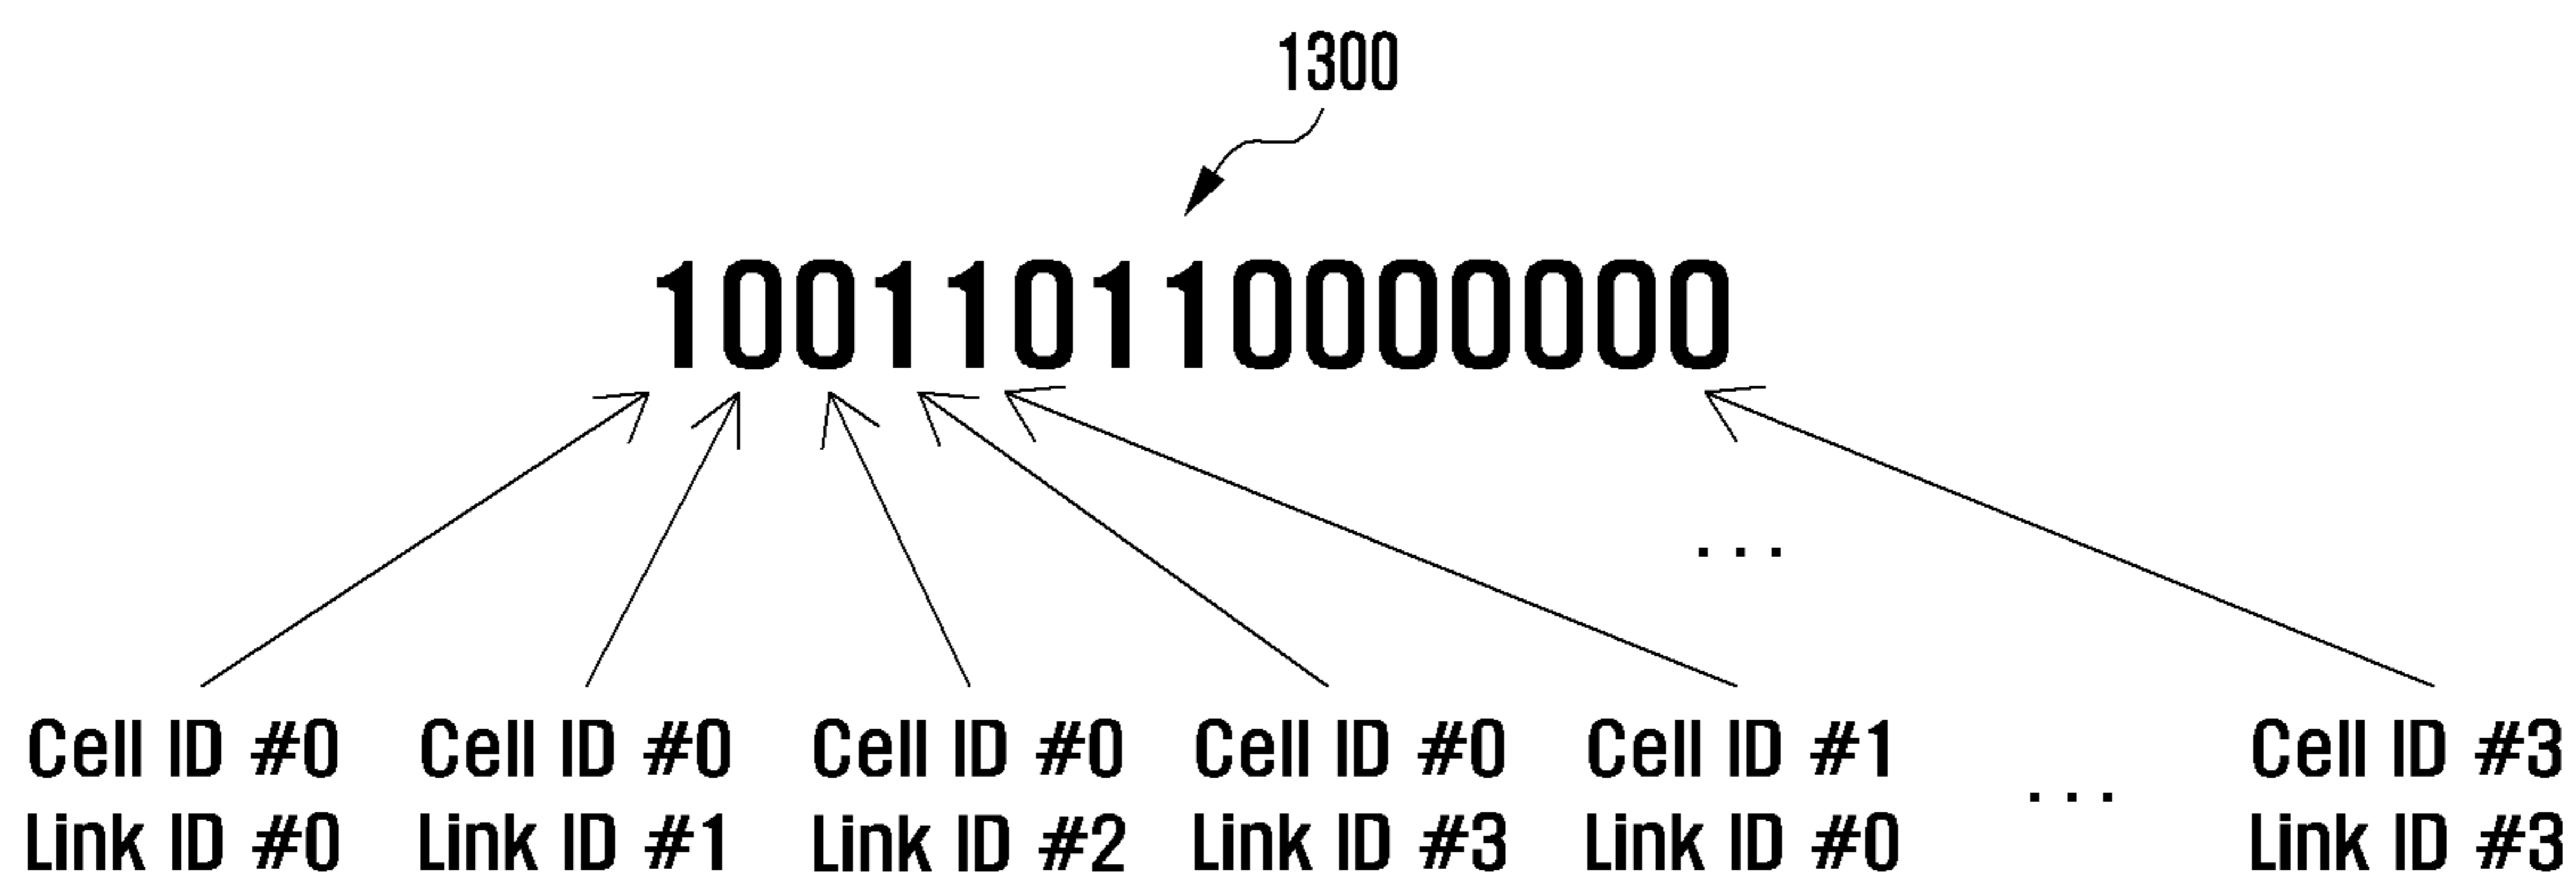 1300
100110110000000
. . .
Cell ID #0 Cell ID #0 Cell ID #0 Cell ID #0 Cell ID #1 . . . Cell ID #3
Link ID #0 Link ID #1 Link ID #2 Link ID #3 Link ID #0 Link ID #3